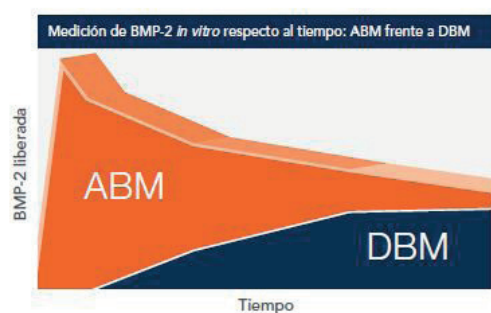 Medición de BMP-2 in vitro respecto al tiempo: ABM frente a DBM
BMP-2 liberada
ABM
DBM
Tiempo